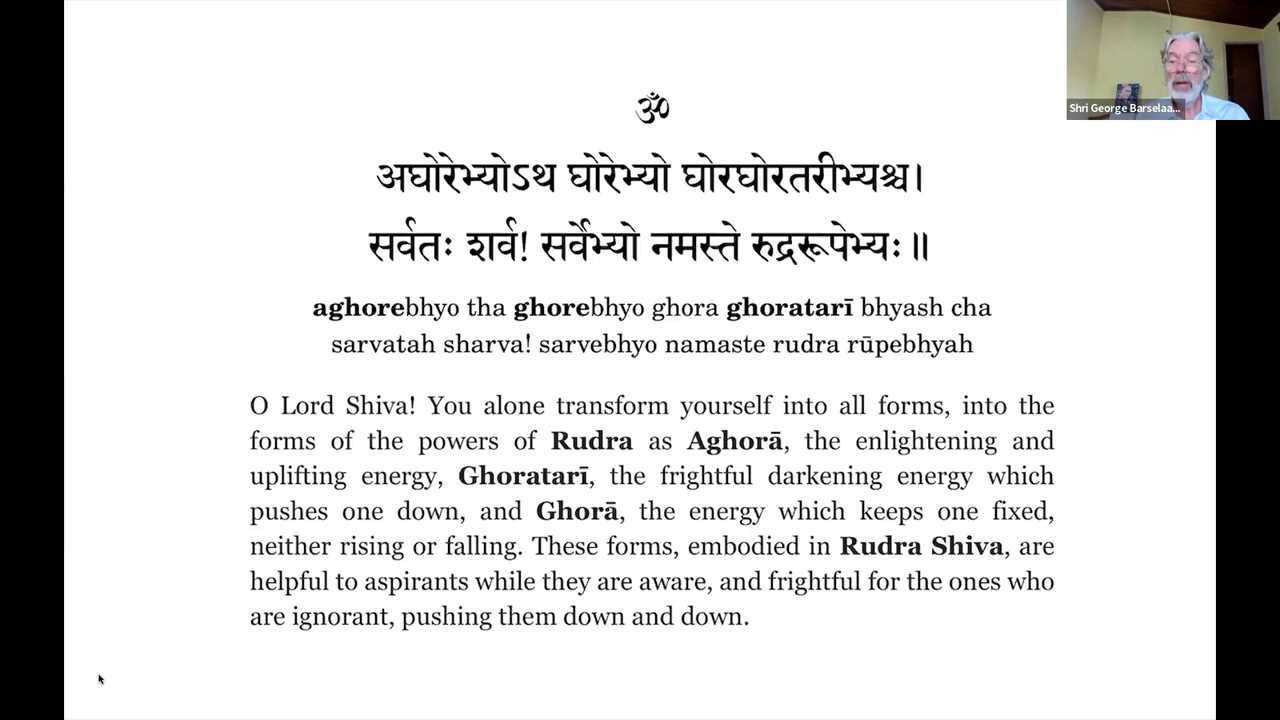 ॐ
Shri George Barselaa...
अघोरेभ्योऽथ घोरेभ्यो घोरघोरतरीभ्यश्च।
सर्वतः शर्व! सर्वेभ्यो नमस्ते रुद्ररूपेभ्यः॥
aghorebhyo tha ghorebhyo ghora ghoratarī bhyash cha
sarvatah sharva! sarvebhyo namaste rudra rūpebhyah
O Lord Shiva! You alone transform yourself into all forms, into the
forms of the powers of Rudra as Aghorā, the enlightening and
uplifting energy, Ghoratarī, the frightful darkening energy which
pushes one down, and Ghorā, the energy which keeps one fixed,
neither rising or falling. These forms, embodied in Rudra Shiva, are
helpful to aspirants while they are aware, and frightful for the ones who
are ignorant, pushing them down and down.